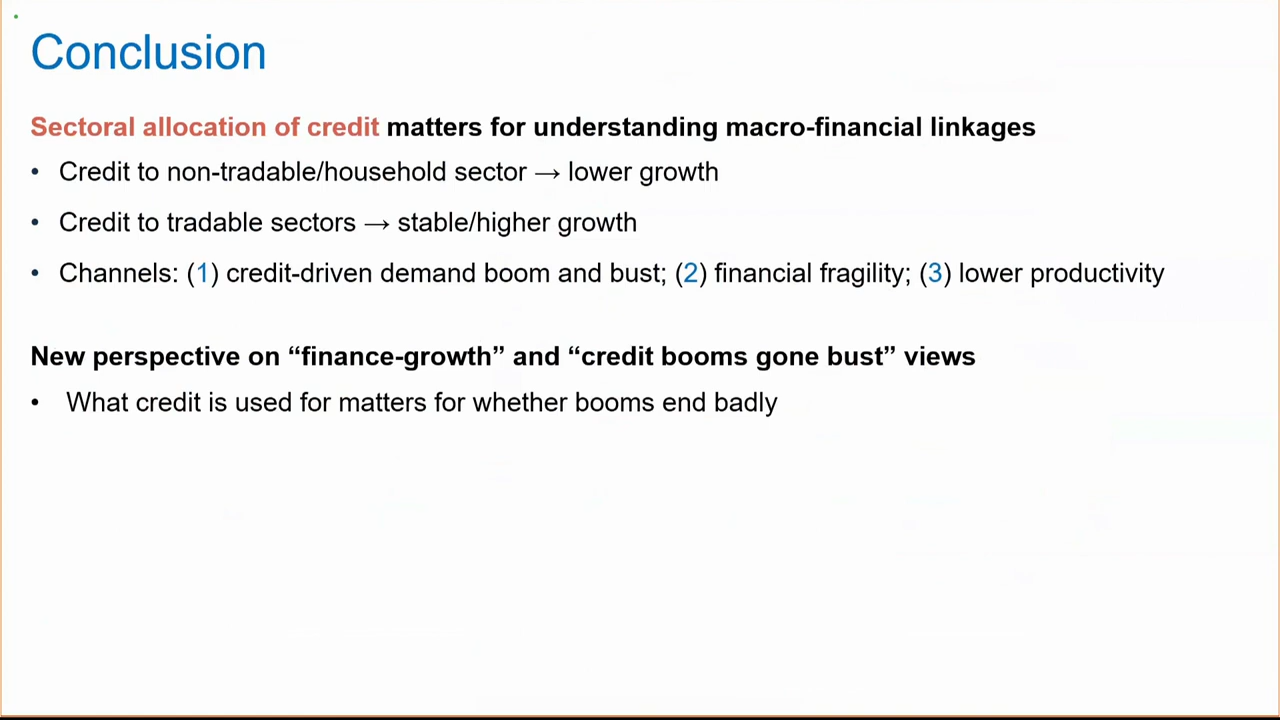 Conclusion
Sectoral allocation of credit matters for understanding macro-financial linkages
• Credit to non-tradable/household sector → lower growth
• Credit to tradable sectors → stable/higher growth
• Channels: (1) credit-driven demand boom and bust; (2) financial fragility; (3) lower productivity
New perspective on “finance-growth” and “credit booms gone bust” views
• What credit is used for matters for whether booms end badly